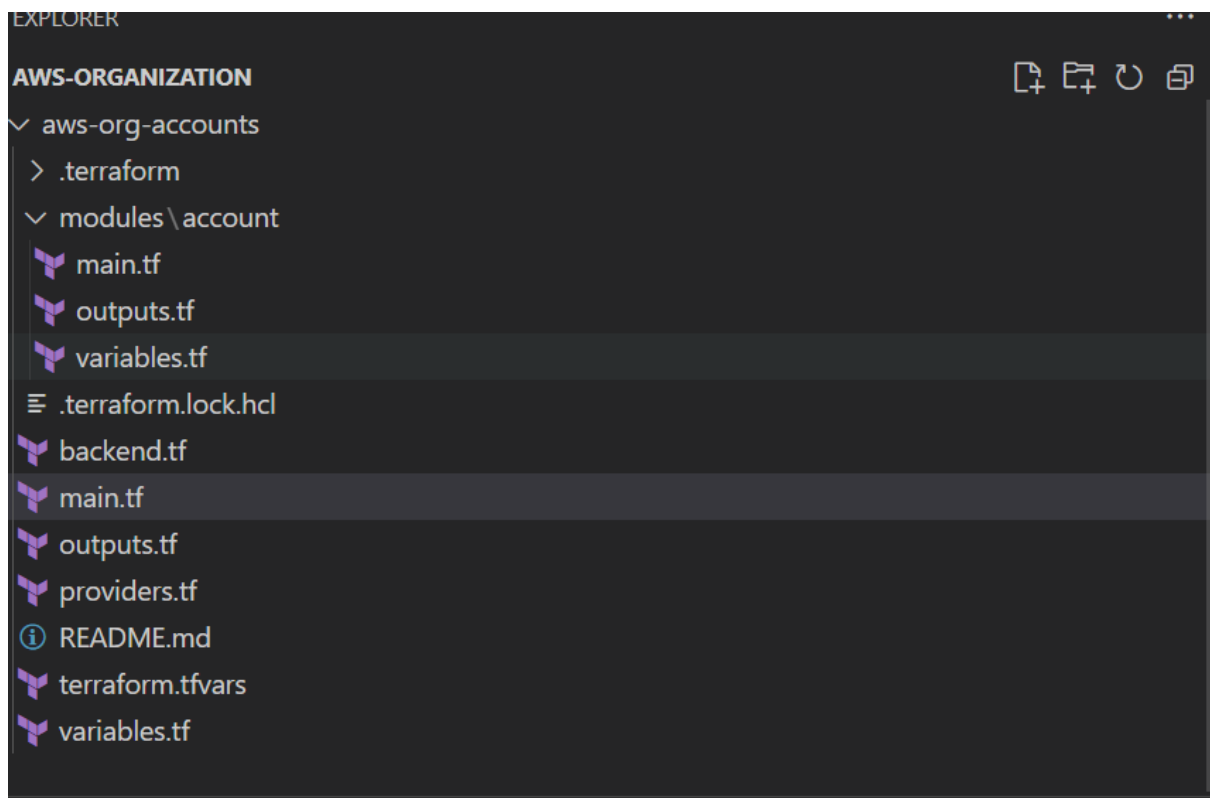 EXPLORER
AWS-ORGANIZATION
aws-org-accounts
.terraform
modules\account
main.tf
outputs.tf
variables.tf
.terraform.lock.hcl
backend.tf
main.tf
outputs.tf
providers.tf
README.md
terraform.tfvars
variables.tf